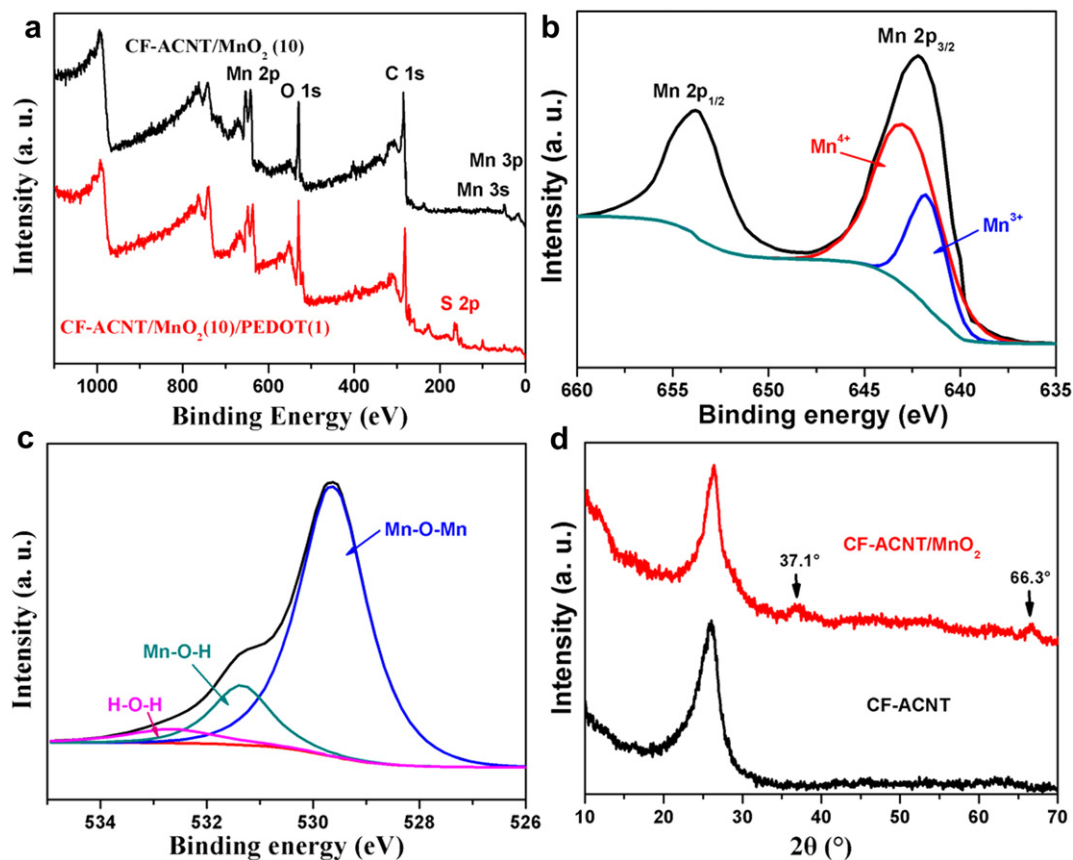 a
CF-ACNT/MnO₂ (10)
Mn 2p
O 1s
C 1s
Mn 3p
Mn 3s
S 2p
CF-ACNT/MnO₂(10)/PEDOT(1)
Intensity (a. u.)
1000 800 600 400 200 0
Binding Energy (eV)
b
Mn 2p₃/₂
Mn 2p₁/₂
Mn⁴⁺
Mn³⁺
Intensity (a. u.)
660 655 650 645 640 635
Binding energy (eV)
c
Mn-O-Mn
Mn-O-H
H-O-H
Intensity (a. u.)
534 532 530 528 526
Binding energy (eV)
d
CF-ACNT/MnO₂
37.1°
66.3°
CF-ACNT
Intensity (a. u.)
10 20 30 40 50 60 70
2θ (°)